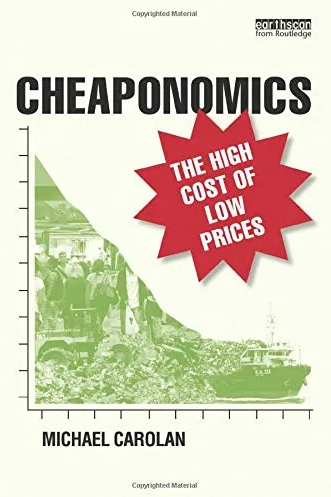 Copyrighted Material
earthscan
from Routledge
CHEAPONOMICS
THE HIGH
COST OF
LOW
PRICES
MICHAEL CAROLAN
Copyrighted Material